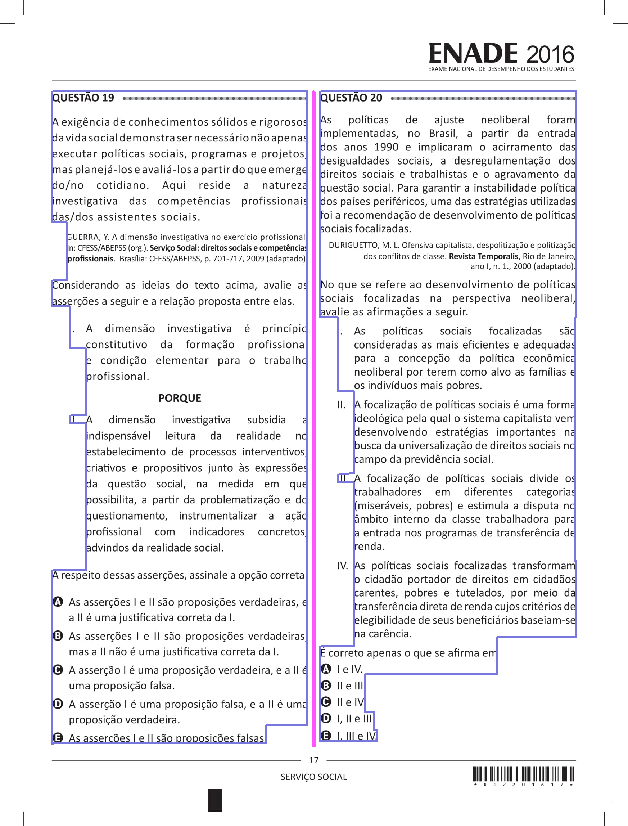 ENADE 2016
EXAME NACIONAL DE DESEMPENHO DOS ESTUDANTES
QUESTÃO 19
A exigência de conhecimentos sólidos e rigorosos
da vida social demonstra ser necessário não apenas
executar políticas sociais, programas e projetos,
mas planejá-los e avaliá-los a partir do que emerge
do/no cotidiano. Aqui reside a natureza
investigativa das competências profissionais
das/dos assistentes sociais.
GUERRA, Y. A dimensão investigativa no exercício profissional.
In: CFESS/ABEPSS (org.). Serviço Social: direitos sociais e competências
profissionais. Brasília: CFESS/ABEPSS, p. 701-717, 2009 (adaptado).
Considerando as ideias do texto acima, avalie as
asserções a seguir e a relação proposta entre elas.
I. A dimensão investigativa é princípio
constitutivo da formação profissional
e condição elementar para o trabalho
profissional.
PORQUE
II. A dimensão investigativa subsidia a
indispensável leitura da realidade no
estabelecimento de processos interventivos,
criativos e propositivos junto às expressões
da questão social, na medida em que
possibilita, a partir da problematização e do
questionamento, instrumentalizar a ação
profissional com indicadores concretos,
advindos da realidade social.
A respeito dessas asserções, assinale a opção correta.
A As asserções I e II são proposições verdadeiras, e
a II é uma justificativa correta da I.
B As asserções I e II são proposições verdadeiras,
mas a II não é uma justificativa correta da I.
C A asserção I é uma proposição verdadeira, e a II é
uma proposição falsa.
D A asserção I é uma proposição falsa, e a II é uma
proposição verdadeira.
E As asserções I e II são proposições falsas.
QUESTÃO 20
As políticas de ajuste neoliberal foram
implementadas, no Brasil, a partir da entrada
dos anos 1990 e implicaram o acirramento das
desigualdades sociais, a desregulamentação dos
direitos sociais e trabalhistas e o agravamento da
questão social. Para garantir a instabilidade política
dos países periféricos, uma das estratégias utilizadas
foi a recomendação de desenvolvimento de políticas
sociais focalizadas.
DURIGUETTO, M. L. Ofensiva capitalista, despolitização e politização
dos conflitos de classe. Revista Temporalis, Rio de Janeiro,
ano I, n. 1., 2000 (adaptado).
No que se refere ao desenvolvimento de políticas
sociais focalizadas na perspectiva neoliberal,
avalie as afirmações a seguir.
I. As políticas sociais focalizadas são
consideradas as mais eficientes e adequadas
para a concepção da política econômica
neoliberal por terem como alvo as famílias e
os indivíduos mais pobres.
II. A focalização de políticas sociais é uma forma
ideológica pela qual o sistema capitalista vem
desenvolvendo estratégias importantes na
busca da universalização de direitos sociais no
campo da previdência social.
III. A focalização de políticas sociais divide os
trabalhadores em diferentes categorias
(miseráveis, pobres) e estimula a disputa no
âmbito interno da classe trabalhadora para
a entrada nos programas de transferência de
renda.
IV. As políticas sociais focalizadas transformam
o cidadão portador de direitos em cidadãos
carentes, pobres e tutelados, por meio da
transferência direta de renda cujos critérios de
elegibilidade de seus beneficiários baseiam-se
na carência.
É correto apenas o que se afirma em
A I e IV.
B II e III.
C II e IV.
D I, II e III.
E I, III e IV.
17
SERVIÇO SOCIAL